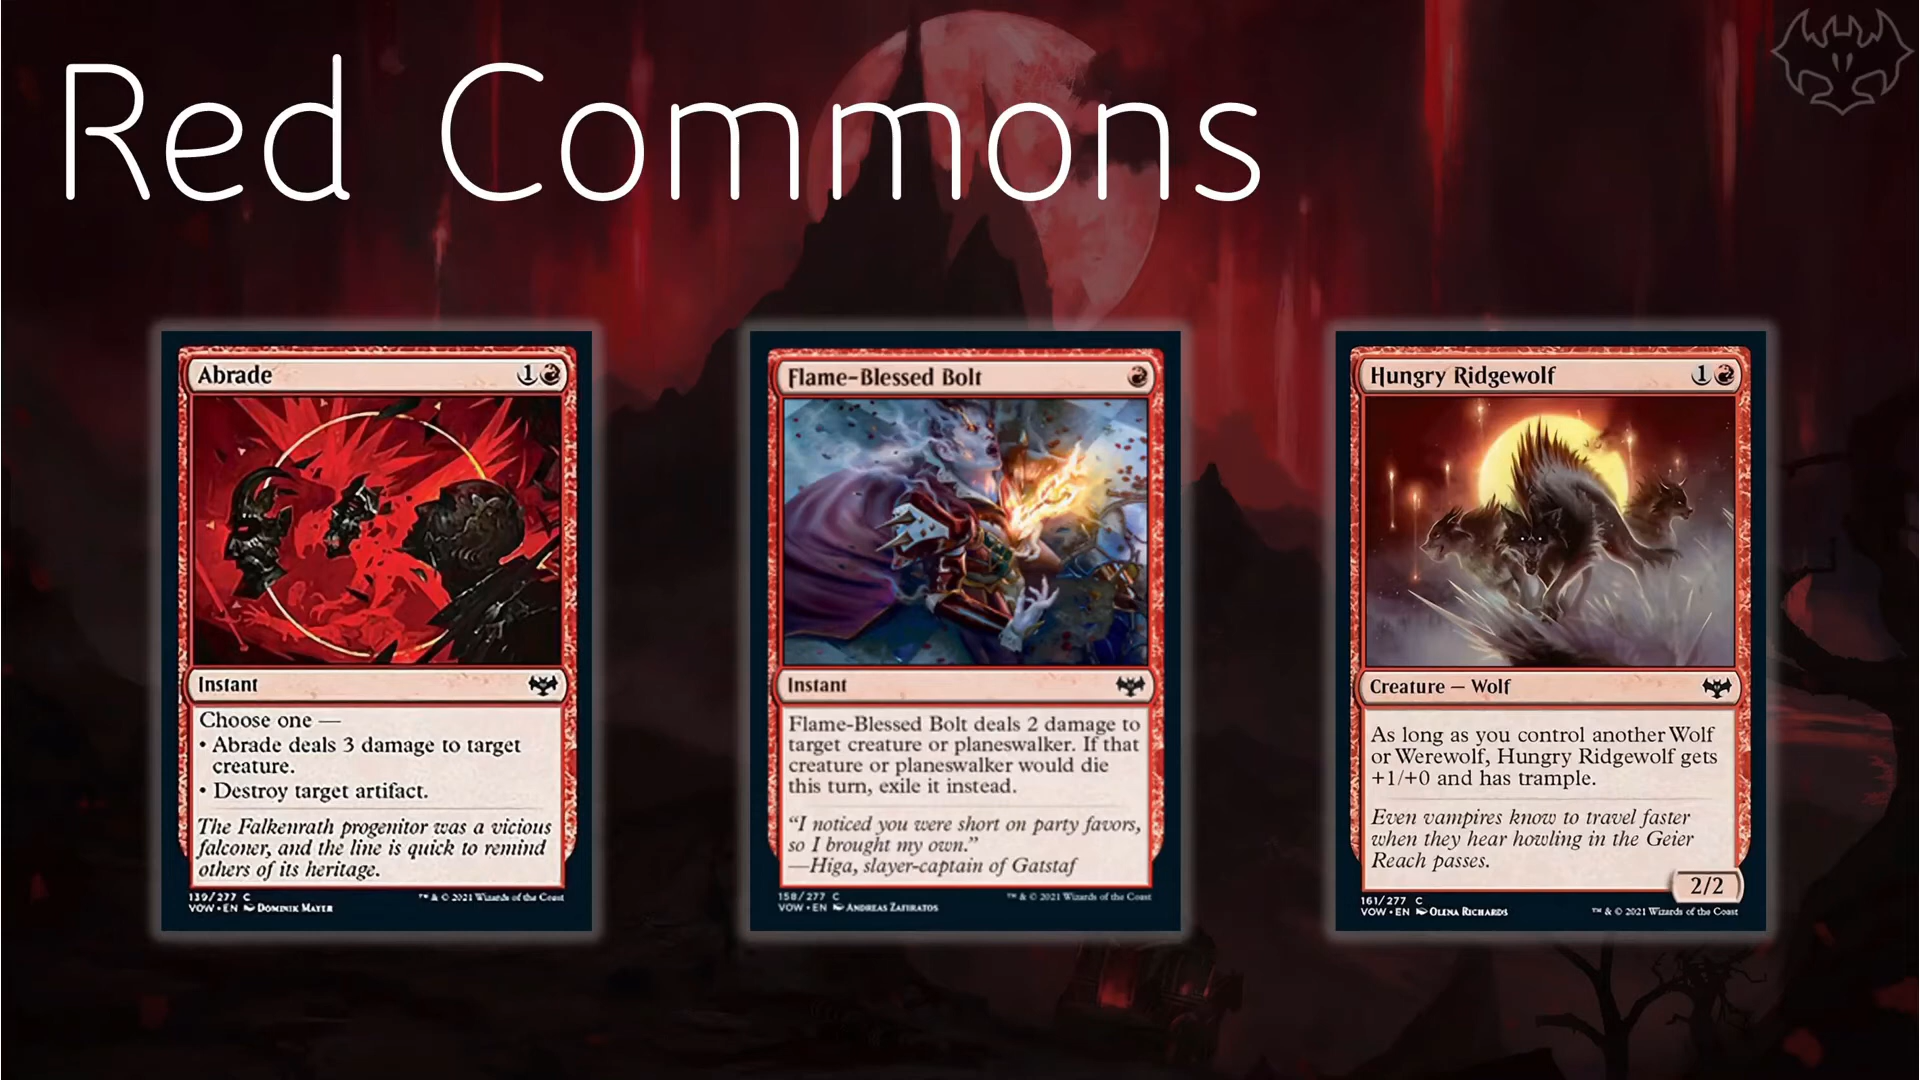 Red Commons
Abrade 1
Instant
Choose one —
• Abrade deals 3 damage to target
creature.
• Destroy target artifact.
The Falkenrath progenitor was a vicious
falconer, and the line is quick to remind
others of its heritage.
139/277 C
VOW • EN DOMINIK MAYER
™ & © 2021 Wizards of the Coast
Flame-Blessed Bolt
Instant
Flame-Blessed Bolt deals 2 damage to
target creature or planeswalker. If that
creature or planeswalker would die
this turn, exile it instead.
“I noticed you were short on party favors,
so I brought my own.”
—Higa, slayer-captain of Gatstaf
158/277 C
VOW • EN ANDREAS ZAFIRATOS
™ & © 2021 Wizards of the Coast
Hungry Ridgewolf 1
Creature — Wolf
As long as you control another Wolf
or Werewolf, Hungry Ridgewolf gets
+1/+0 and has trample.
Even vampires know to travel faster
when they hear howling in the Geier
Reach passes.
2/2
161/277 C
VOW • EN OLENA RICHARDS
™ & © 2021 Wizards of the Coast